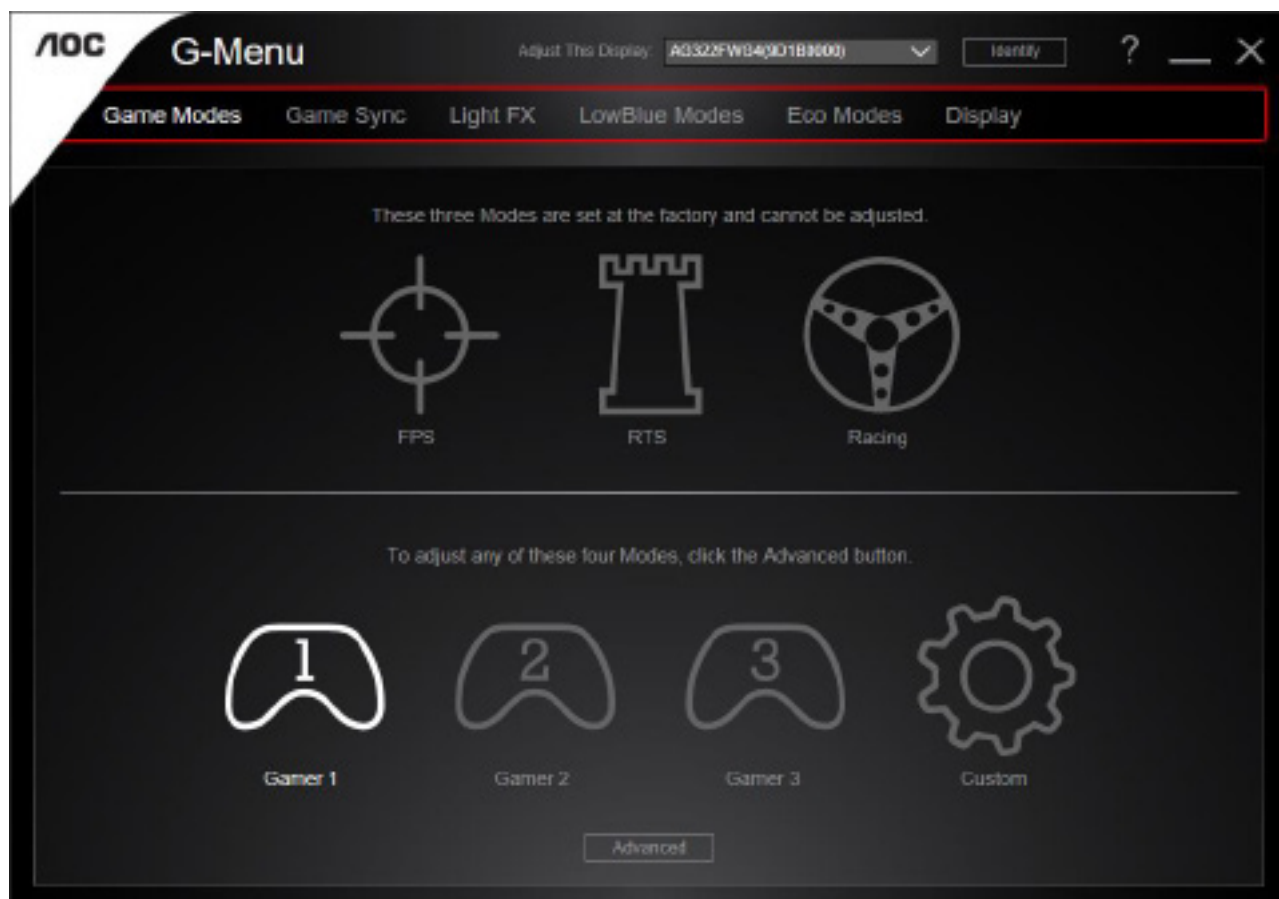 AOC
G-Menu
Adjust This Display:
Identify
?
Game Modes Game Sync Light FX LowBlue Modes Eco Modes Display
These three Modes are set at the factory and cannot be adjusted.
FPS RTS Racing
To adjust any of these four Modes, click the Advanced button.
1 2 3
Gamer 1 Gamer 2 Gamer 3 Custom
Advanced